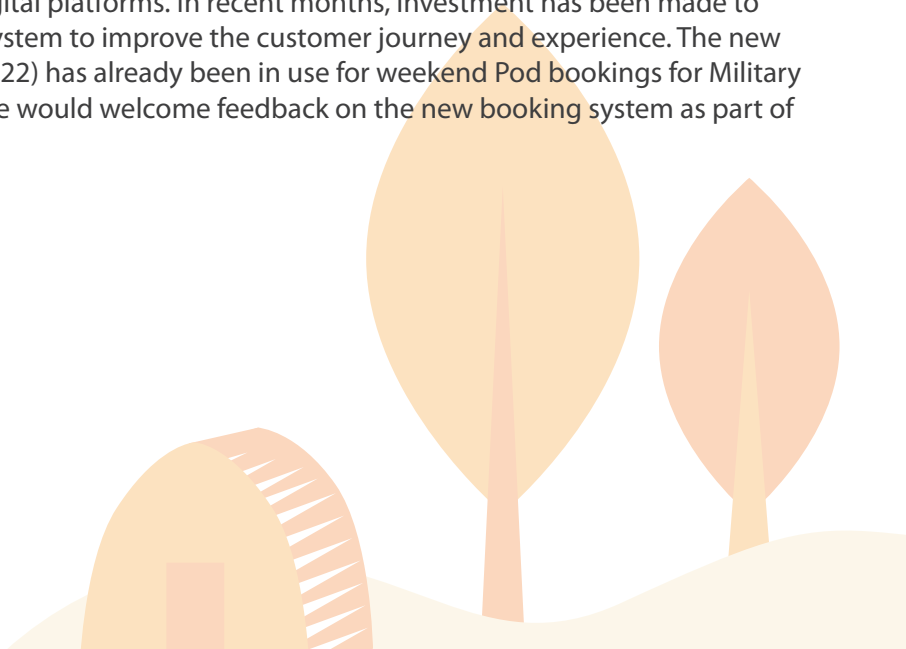 gital platforms. In recent months, investment has been made to
ystem to improve the customer journey and experience. The new
22) has already been in use for weekend Pod bookings for Military
e would welcome feedback on the new booking system as part of